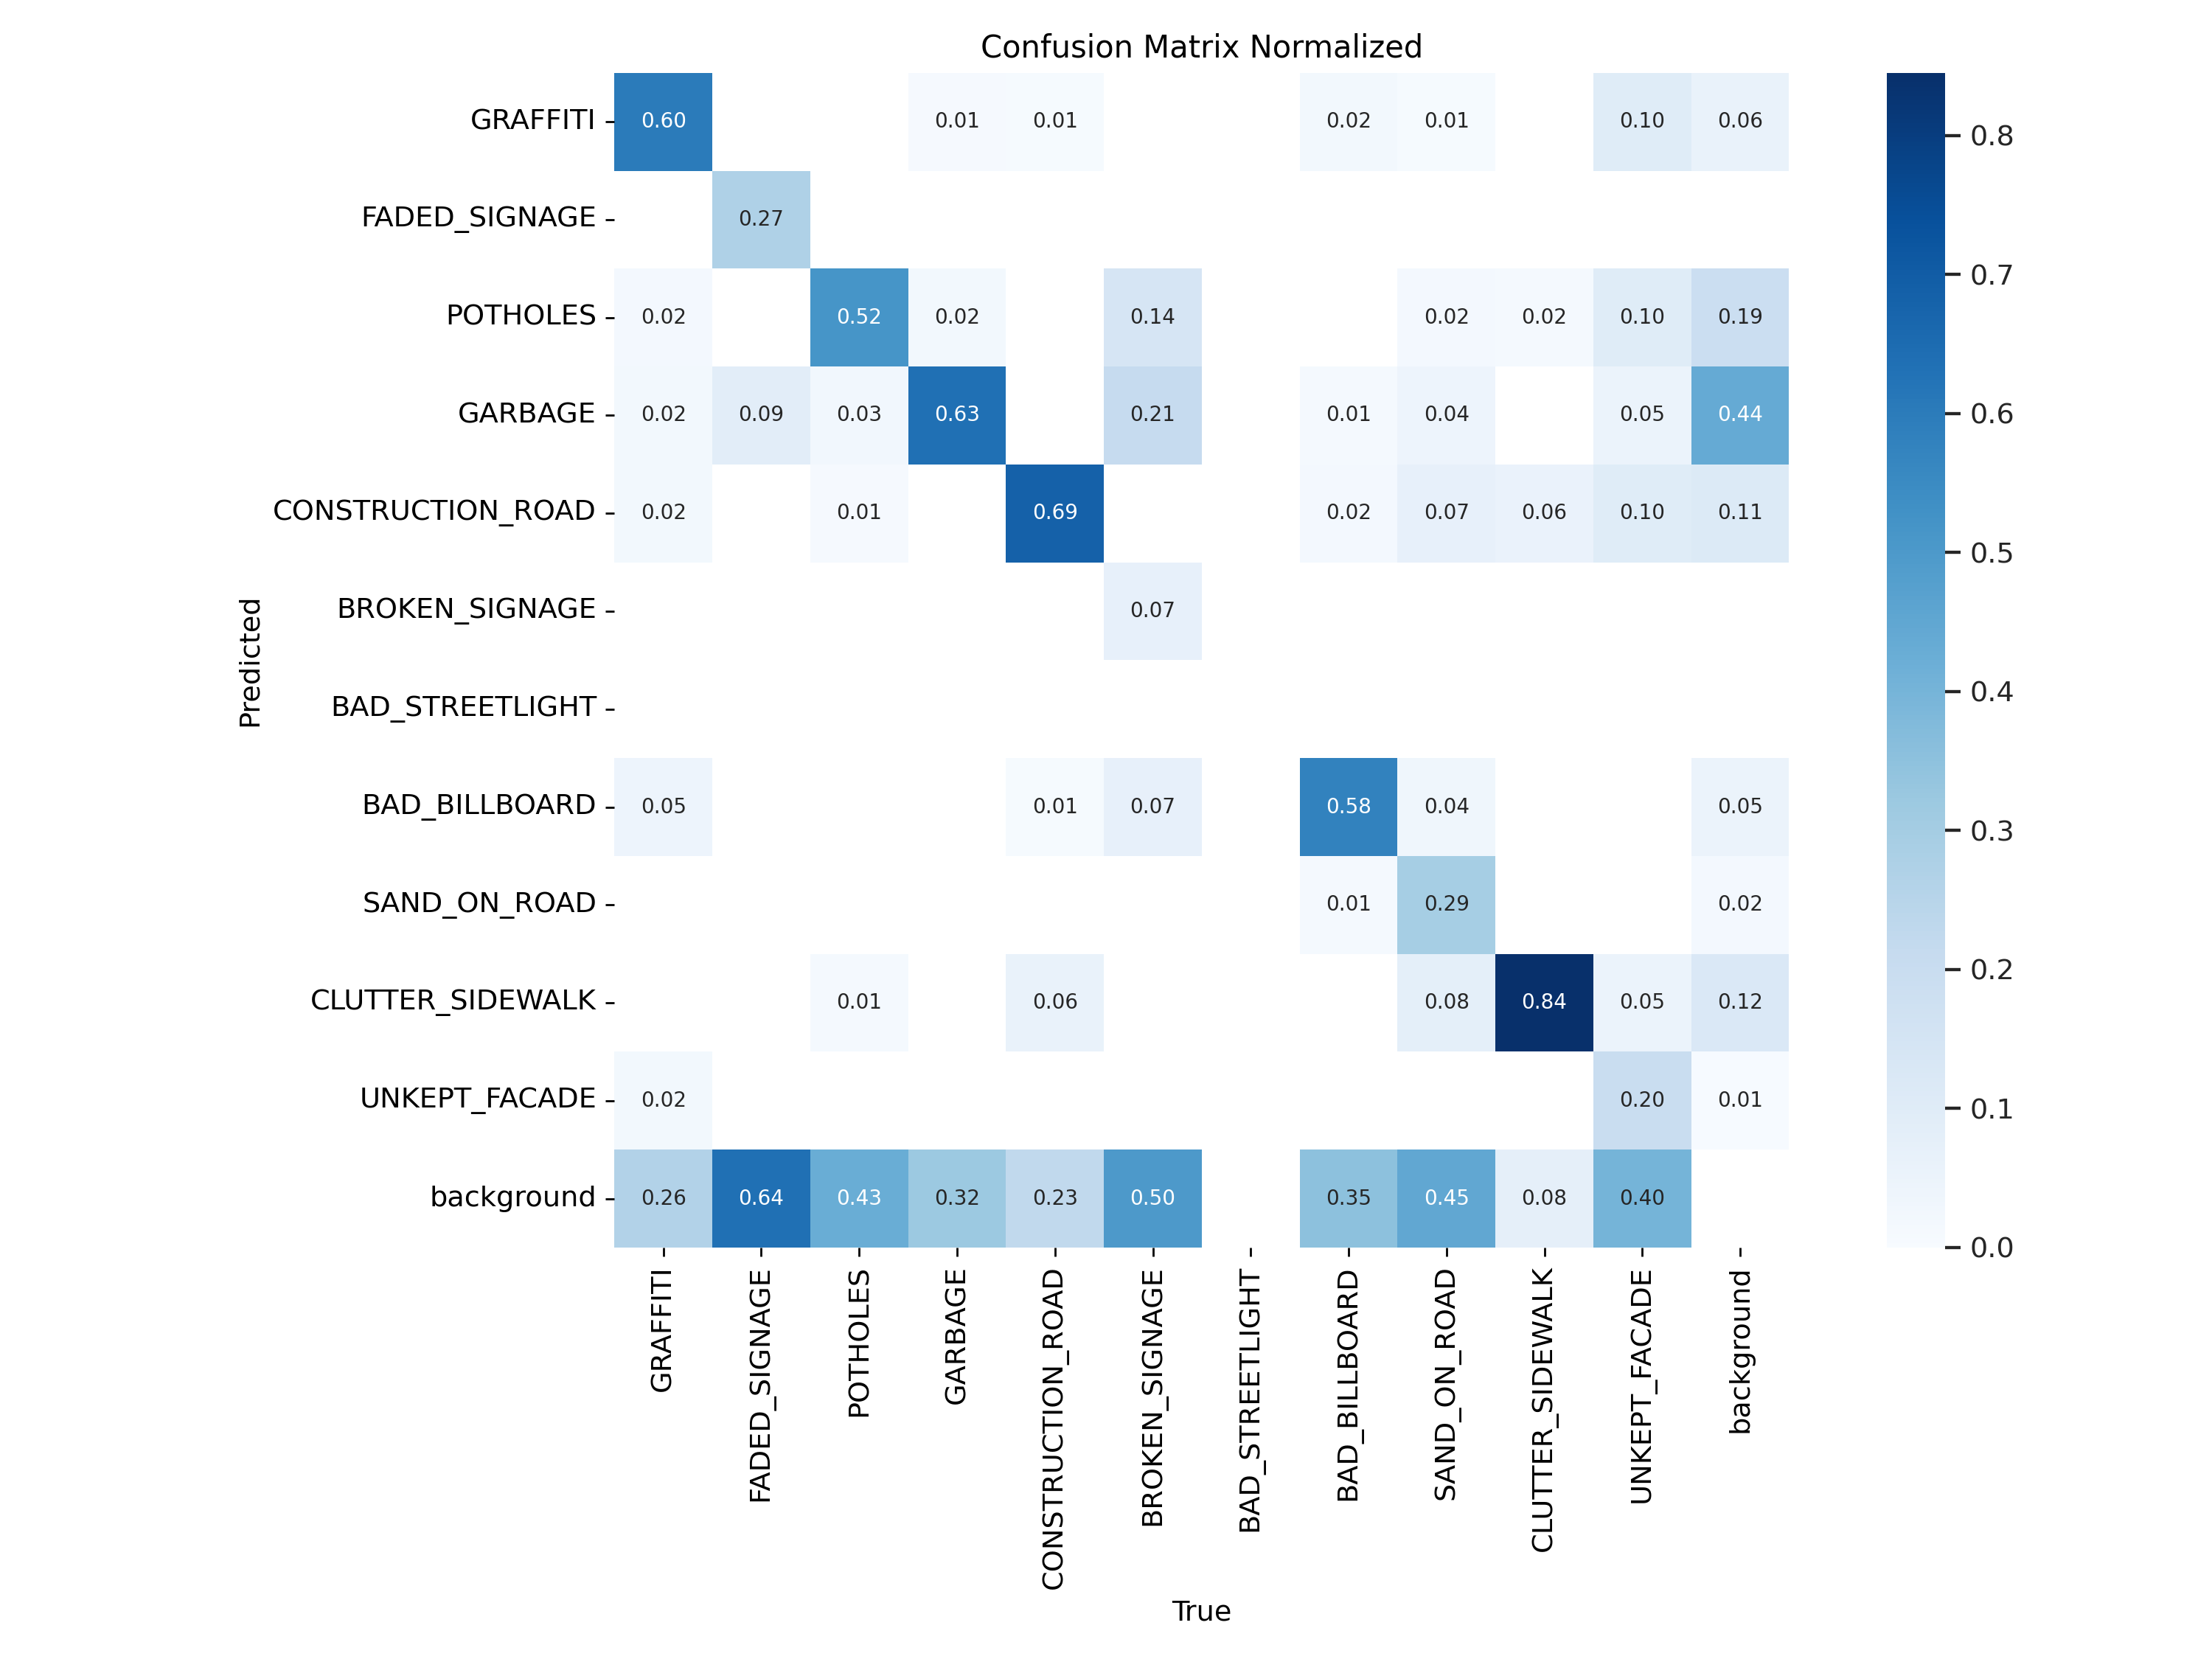 Confusion Matrix Normalized
GRAFFITI 0.60 0.01 0.01 0.02 0.01 0.10 0.06
FADED_SIGNAGE 0.27
POTHOLES 0.02 0.52 0.02 0.14 0.02 0.02 0.10 0.19
GARBAGE 0.02 0.09 0.03 0.63 0.21 0.01 0.04 0.05 0.44
CONSTRUCTION_ROAD 0.02 0.01 0.69 0.02 0.07 0.06 0.10 0.11
BROKEN_SIGNAGE 0.07
BAD_STREETLIGHT
BAD_BILLBOARD 0.05 0.01 0.07 0.58 0.04 0.05
SAND_ON_ROAD 0.01 0.29 0.02
CLUTTER_SIDEWALK 0.01 0.06 0.08 0.84 0.05 0.12
UNKEPT_FACADE 0.02 0.20 0.01
background 0.26 0.64 0.43 0.32 0.23 0.50 0.35 0.45 0.08 0.40
Predicted
GRAFFITI
FADED_SIGNAGE
POTHOLES
GARBAGE
CONSTRUCTION_ROAD
BROKEN_SIGNAGE
BAD_STREETLIGHT
BAD_BILLBOARD
SAND_ON_ROAD
CLUTTER_SIDEWALK
UNKEPT_FACADE
background
True
0.8
0.7
0.6
0.5
0.4
0.3
0.2
0.1
0.0